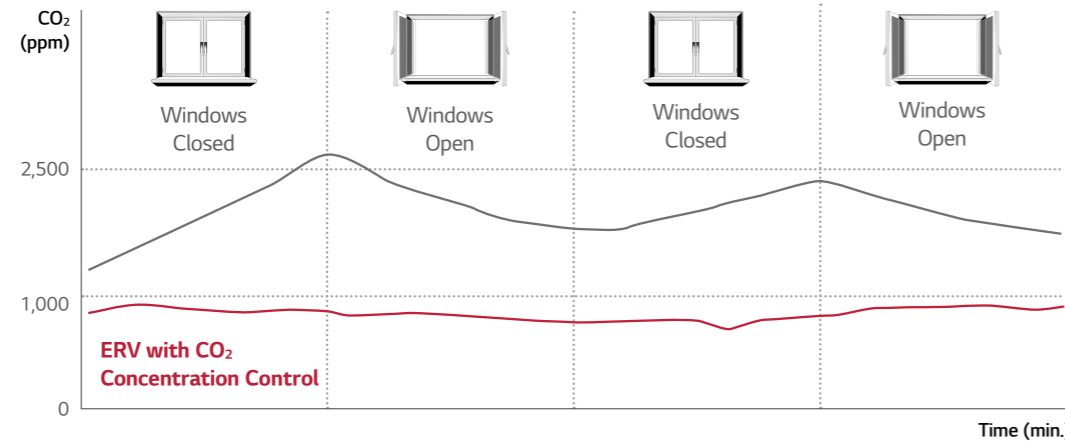 CO₂
(ppm)
Windows
Closed
Windows
Open
Windows
Closed
Windows
Open
2,500
1,000
ERV with CO₂
Concentration Control
0
Time (min.)